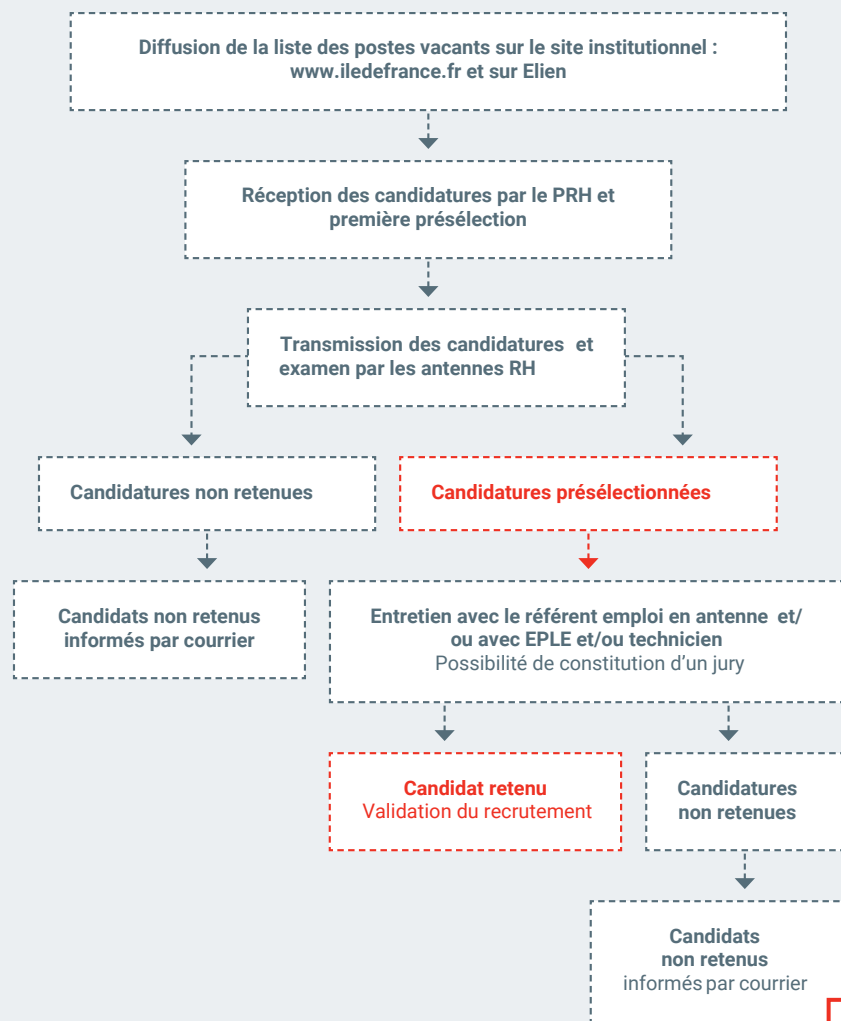 Diffusion de la liste des postes vacants sur le site institutionnel :
www.iledefrance.fr et sur Elien
Réception des candidatures par le PRH et
première présélection
Transmission des candidatures et
examen par les antennes RH
Candidatures non retenues
Candidatures présélectionnées
Candidats non retenus
informés par courrier
Entretien avec le référent emploi en antenne et/
ou avec EPLE et/ou technicien
Possibilité de constitution d'un jury
Candidat retenu
Validation du recrutement
Candidatures
non retenues
Candidats
non retenus
informés par courrier